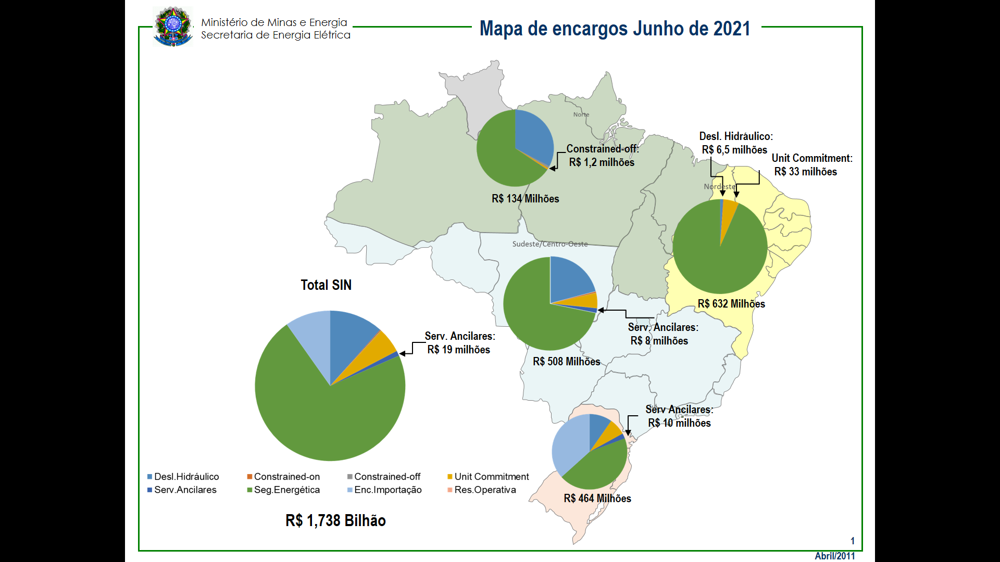 Ministério de Minas e Energia
Secretaria de Energia Elétrica
Mapa de encargos Junho de 2021
Norte
Constrained-off:
R$ 1,2 milhões
R$ 134 Milhões
Desl. Hidráulico:
R$ 6,5 milhões
Unit Commitment:
R$ 33 milhões
Nordeste
R$ 632 Milhões
Sudeste/Centro-Oeste
Serv. Ancilares:
R$ 8 milhões
R$ 508 Milhões
Total SIN
Serv. Ancilares:
R$ 19 milhões
Sul
Serv Ancilares:
R$ 10 milhões
R$ 464 Milhões
Desl.Hidráulico Constrained-on Constrained-off Unit Commitment
Serv.Ancilares Seg.Energética Enc.Importação Res.Operativa
R$ 1,738 Bilhão
1
Abril/2011